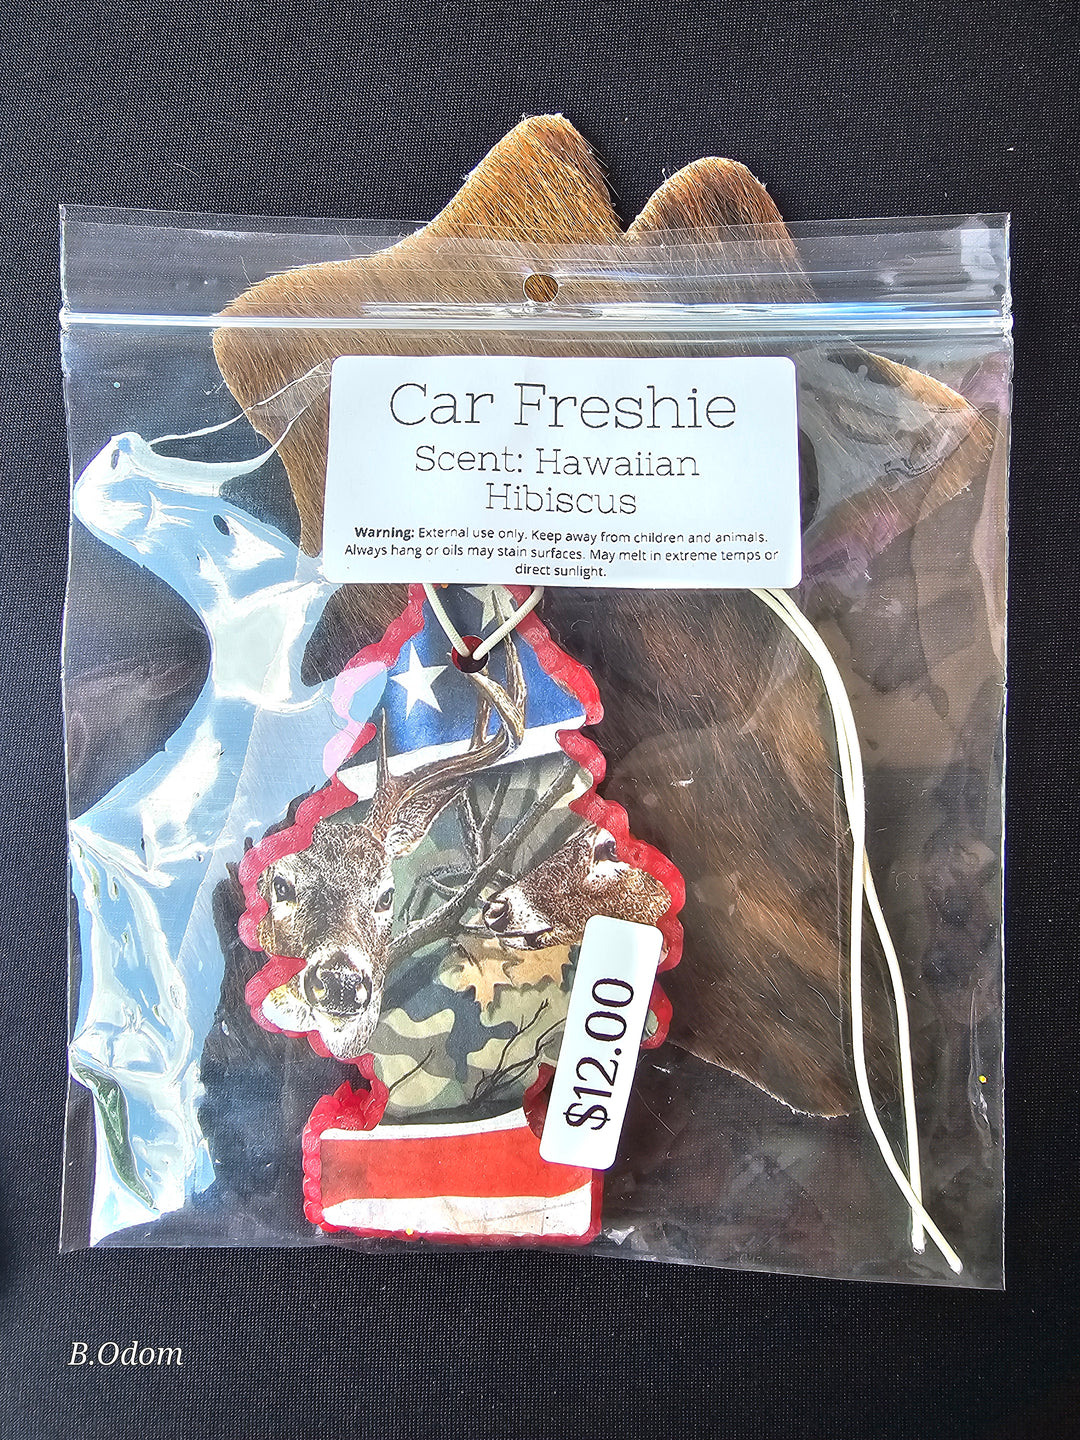 Car Freshie
Scent: Hawaiian
Hibiscus
Warning: External use only. Keep away from children and animals.
Always hang or oils may stain surfaces. May melt in extreme temps or
direct sunlight.
$12.00
B.Odom